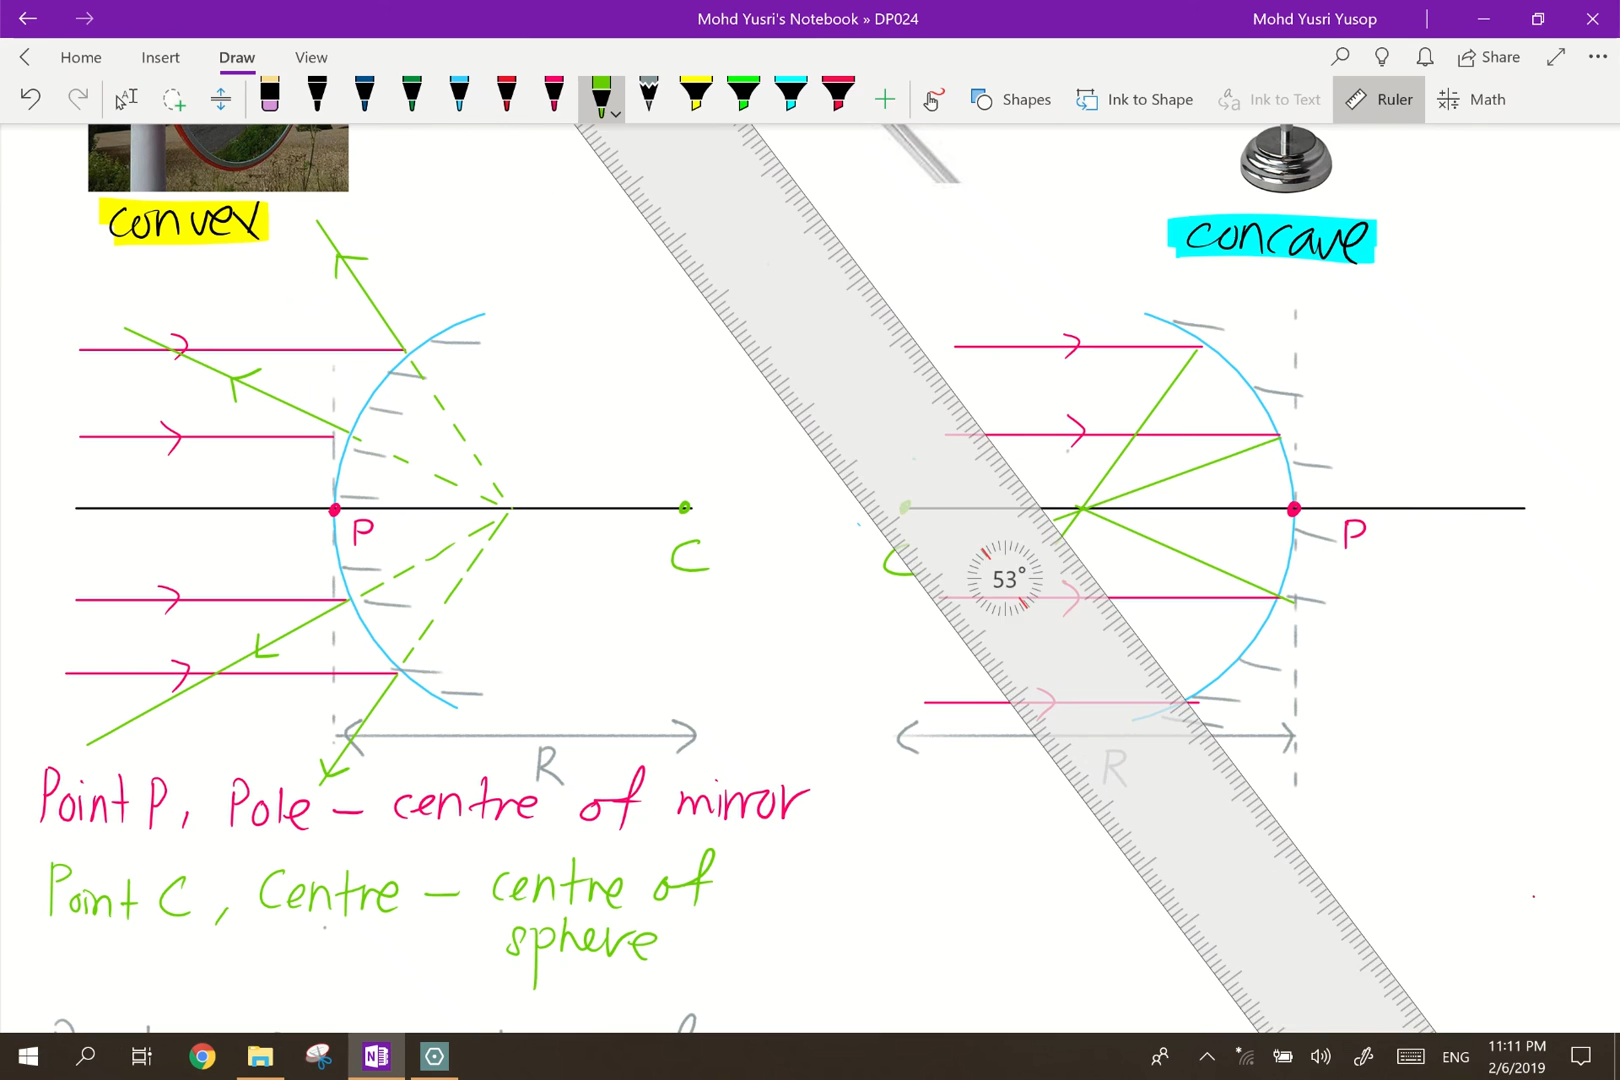 Mohd Yusri's Notebook » DP024
Mohd Yusri Yusop
Home Insert Draw View
Share
Shapes Ink to Shape Ink to Text Ruler Math
convex
concave
P
C
C
P
53°
R
R
Point P, Pole – centre of mirror
Point C, Centre – centre of
sphere
ENG
11:11 PM
2/6/2019